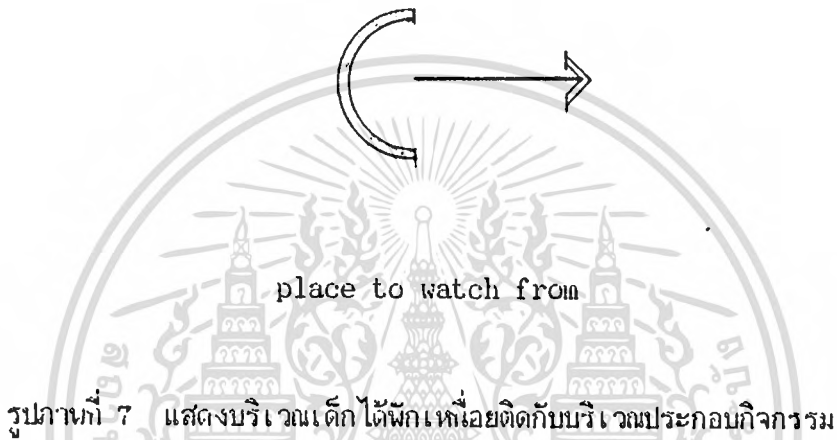 place to watch from
รูปภาพที่ 7 แสดงบริเวณเด็กได้พักเหนื่อยติดกับบริเวณประกอบกิจกรรม